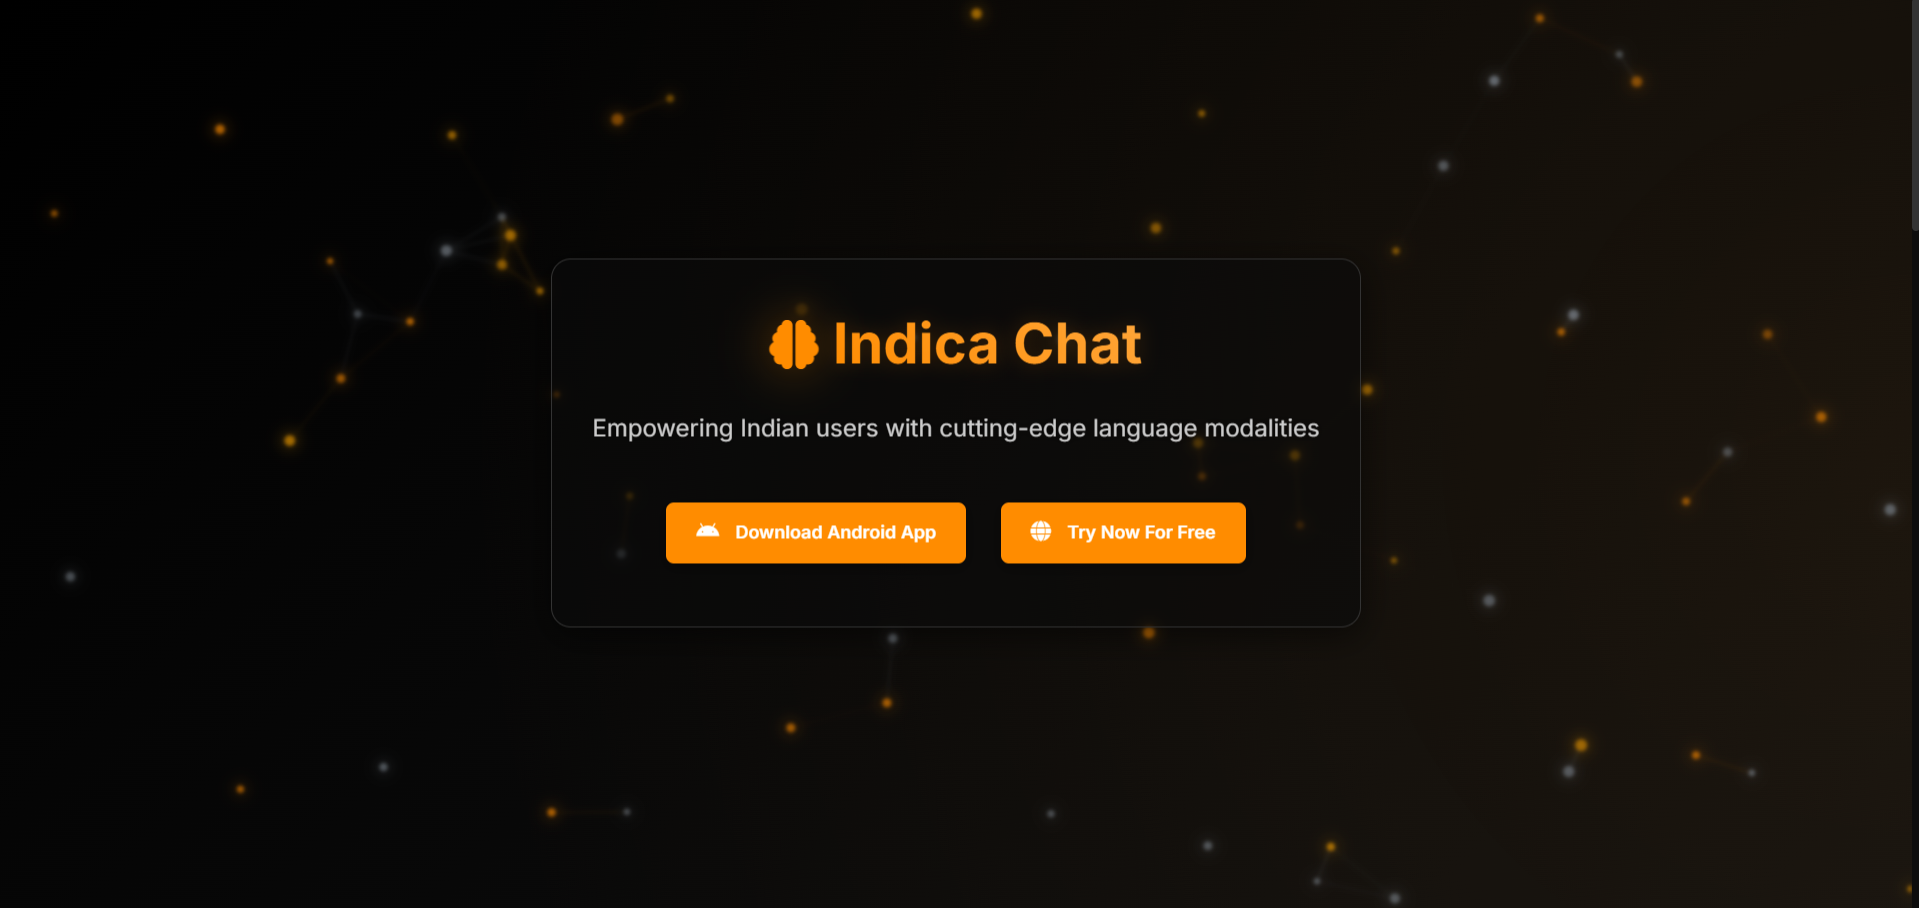 Indica Chat
Empowering Indian users with cutting-edge language modalities
Download Android App
Try Now For Free